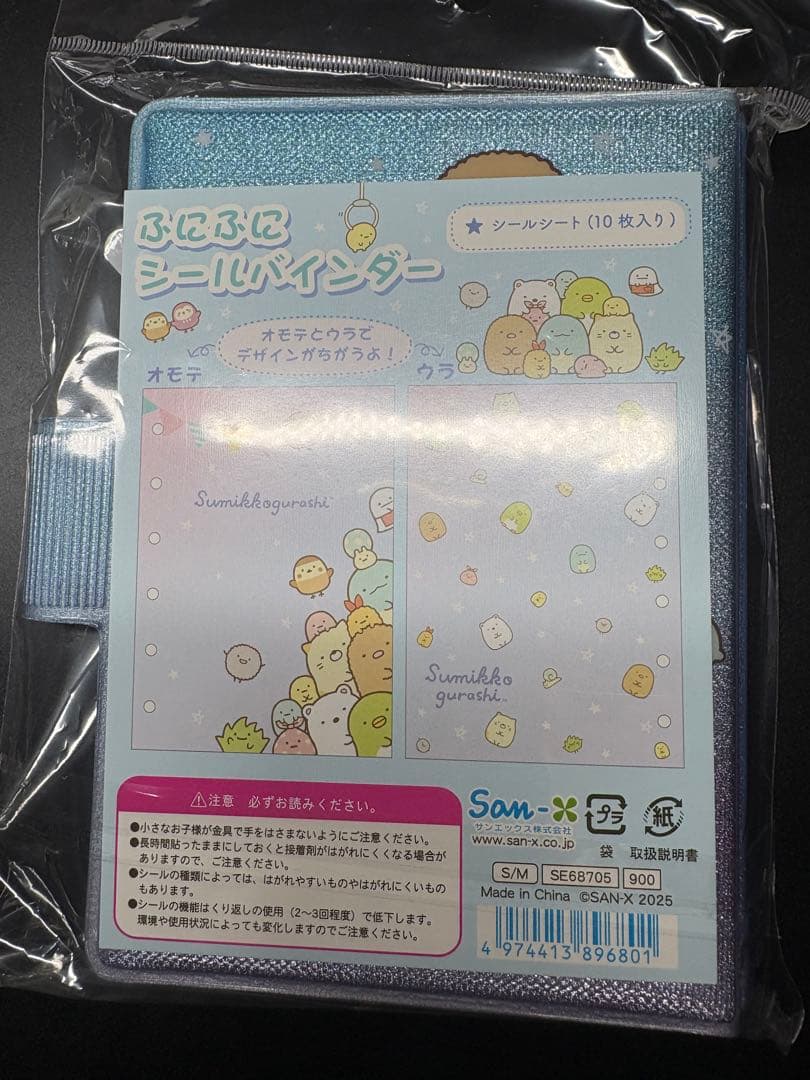 ふにふに
シールバインダー
★ シールシート(10枚入り)
オモテとウラで
デザインがちがうよ!
オモテ
ウラ
Sumikkogurashi
Sumikko
gurashi
⚠注意 必ずお読みください。
●小さなお子様が金具で手をはさまないようにご注意ください。
●長時間貼ったままにしておくと接着剤がはがれにくくなる場合が
ありますので、ご注意ください。
●シールの種類によっては、はがれやすいものやはがれにくいもの
もあります。
●シールの機能はくり返しの使用(2〜3回程度)で低下します。
環境や使用状況によっても変化しますのでご注意ください。
San-X
サンエックス株式会社
www.san-x.co.jp
プラ
紙
袋 取扱説明書
S/M SE68705 900
Made in China ©SAN-X 2025
4 974413 896801